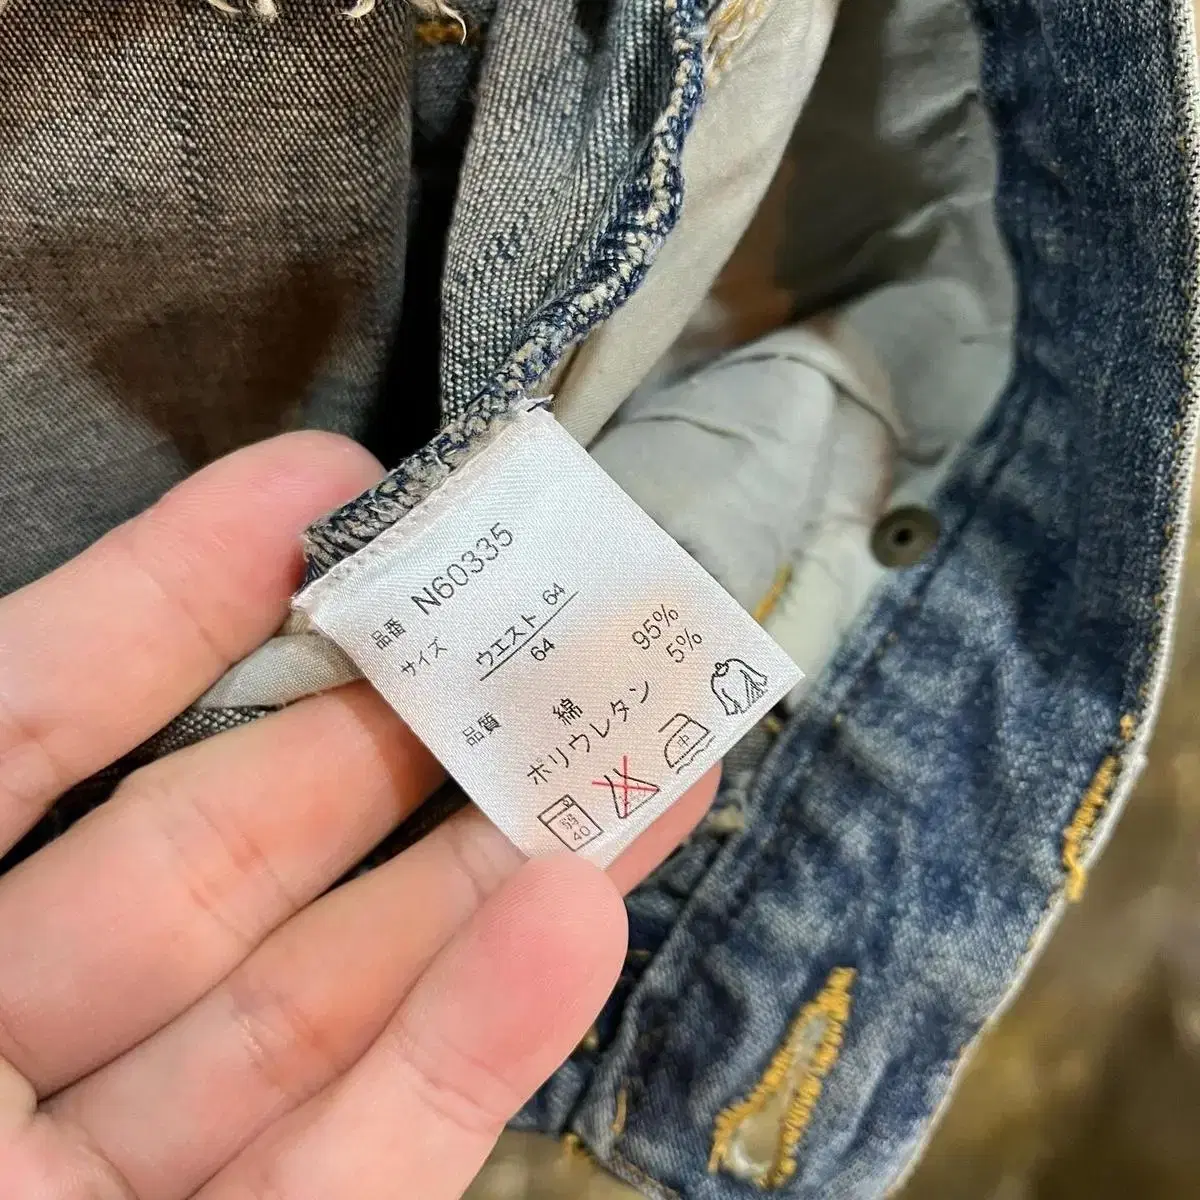 品番 N60335
サイズ ウエスト 64
64
品質 綿 95%
ポリウレタン 5%
弱
40
中